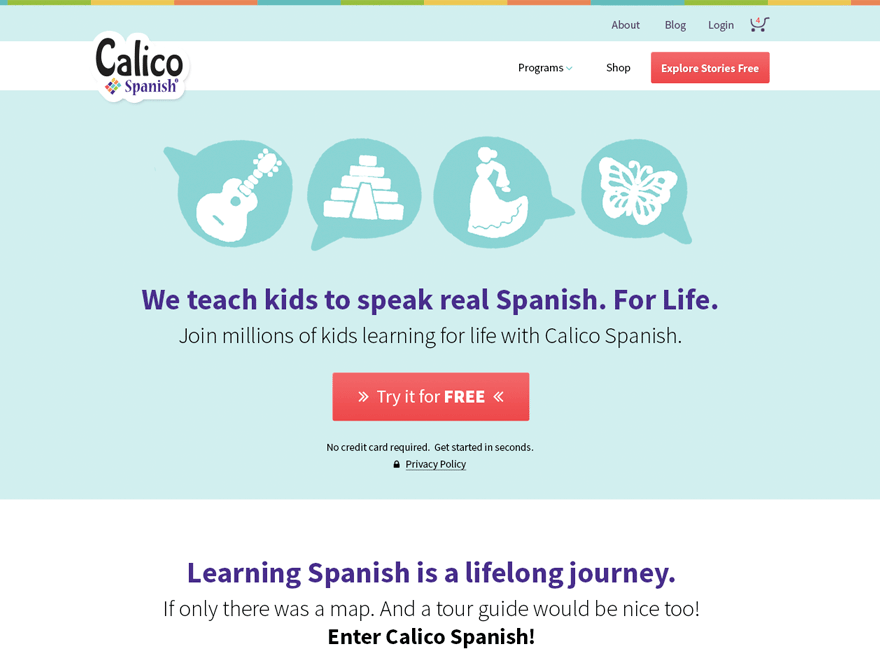 About Blog Login 4
Calico
Spanish®
Programs Shop Explore Stories Free
We teach kids to speak real Spanish. For Life.
Join millions of kids learning for life with Calico Spanish.
» Try it for FREE «
No credit card required. Get started in seconds.
Privacy Policy
Learning Spanish is a lifelong journey.
If only there was a map. And a tour guide would be nice too!
Enter Calico Spanish!